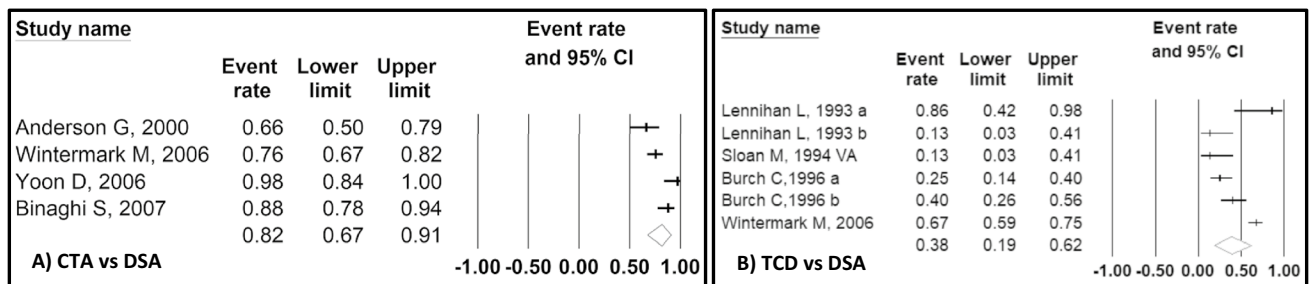 Study name Event rate and 95% CI
Event rate Lower limit Upper limit
Anderson G, 2000 0.66 0.50 0.79
Wintermark M, 2006 0.76 0.67 0.82
Yoon D, 2006 0.98 0.84 1.00
Binaghi S, 2007 0.88 0.78 0.94
0.82 0.67 0.91
A) CTA vs DSA
-1.00 -0.50 0.00 0.50 1.00
Study name Event rate and 95% CI
Event rate Lower limit Upper limit
Lennihan L, 1993 a 0.86 0.42 0.98
Lennihan L, 1993 b 0.13 0.03 0.41
Sloan M, 1994 VA 0.13 0.03 0.41
Burch C,1996 a 0.25 0.14 0.40
Burch C,1996 b 0.40 0.26 0.56
Wintermark M, 2006 0.67 0.59 0.75
0.38 0.19 0.62
B) TCD vs DSA
-1.00 -0.50 0.00 0.50 1.00